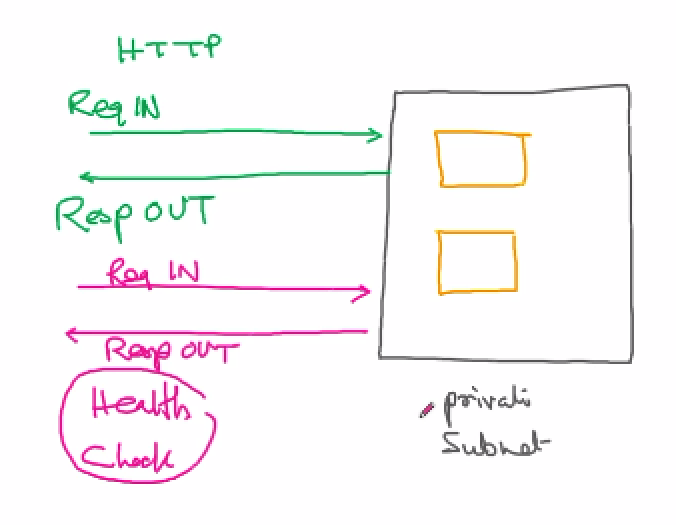 HTTP
Req IN
Resp OUT
Req IN
Resp OUT
Health
Check
private
Subnet